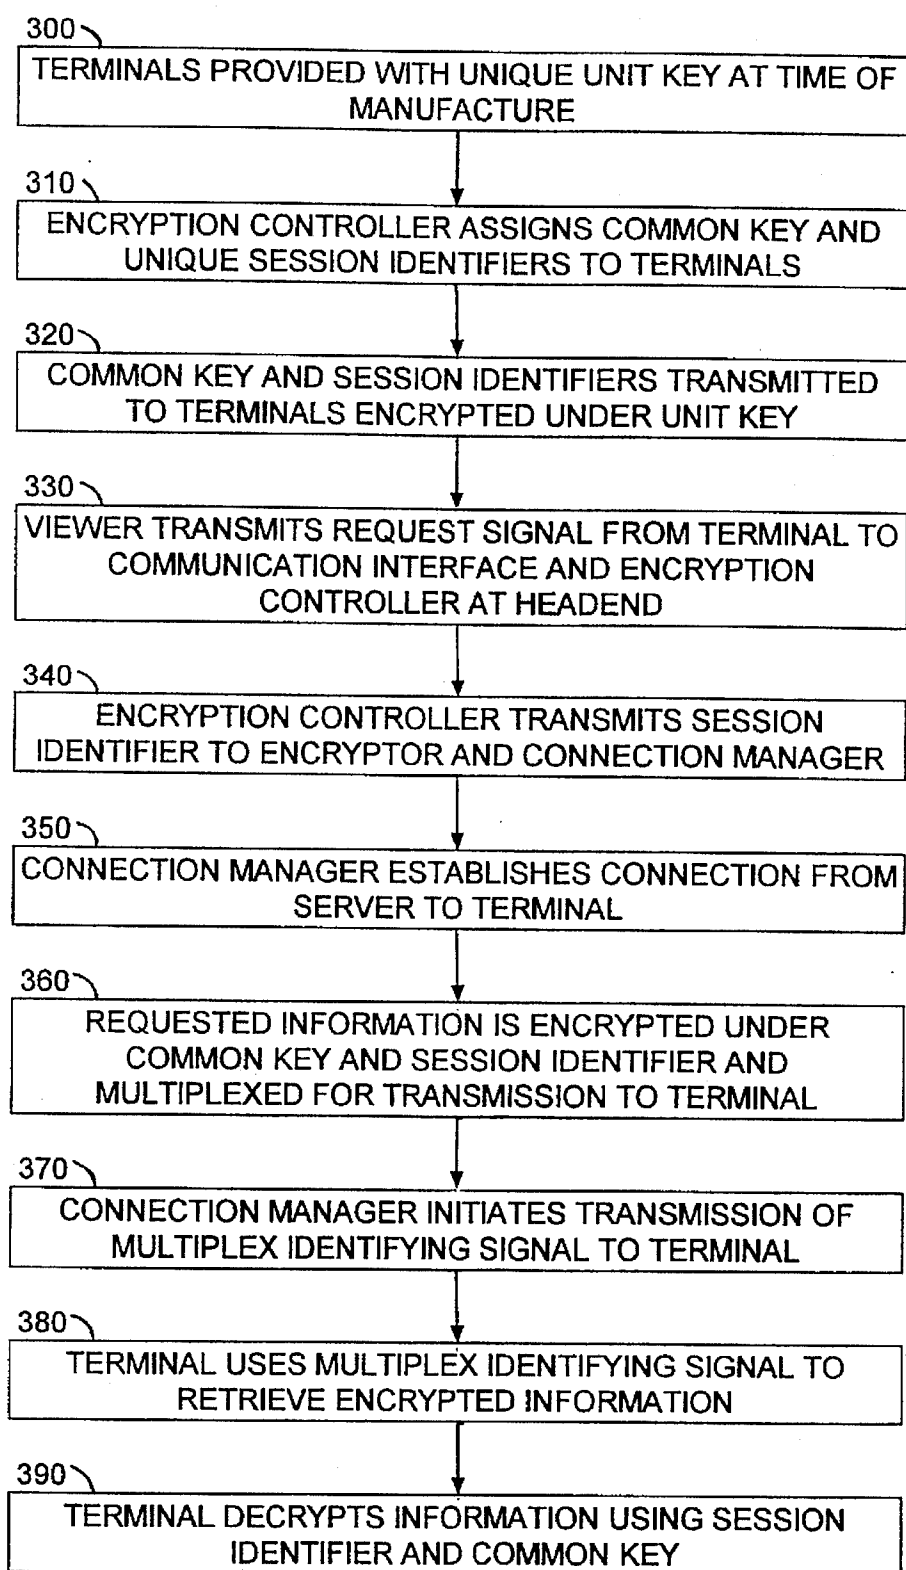 300
TERMINALS PROVIDED WITH UNIQUE UNIT KEY AT TIME OF
MANUFACTURE
310
ENCRYPTION CONTROLLER ASSIGNS COMMON KEY AND
UNIQUE SESSION IDENTIFIERS TO TERMINALS
320
COMMON KEY AND SESSION IDENTIFIERS TRANSMITTED
TO TERMINALS ENCRYPTED UNDER UNIT KEY
330
VIEWER TRANSMITS REQUEST SIGNAL FROM TERMINAL TO
COMMUNICATION INTERFACE AND ENCRYPTION
CONTROLLER AT HEADEND
340
ENCRYPTION CONTROLLER TRANSMITS SESSION
IDENTIFIER TO ENCRYPTOR AND CONNECTION MANAGER
350
CONNECTION MANAGER ESTABLISHES CONNECTION FROM
SERVER TO TERMINAL
360
REQUESTED INFORMATION IS ENCRYPTED UNDER
COMMON KEY AND SESSION IDENTIFIER AND
MULTIPLEXED FOR TRANSMISSION TO TERMINAL
370
CONNECTION MANAGER INITIATES TRANSMISSION OF
MULTIPLEX IDENTIFYING SIGNAL TO TERMINAL
380
TERMINAL USES MULTIPLEX IDENTIFYING SIGNAL TO
RETRIEVE ENCRYPTED INFORMATION
390
TERMINAL DECRYPTS INFORMATION USING SESSION
IDENTIFIER AND COMMON KEY